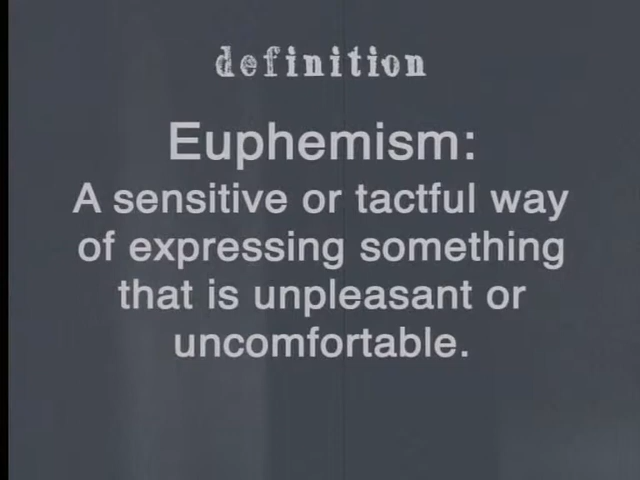 definition
Euphemism:
A sensitive or tactful way
of expressing something
that is unpleasant or
uncomfortable.